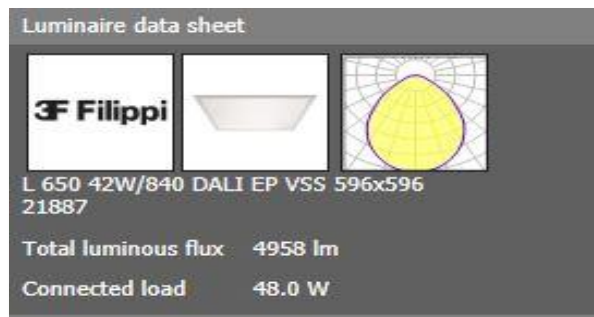 Luminaire data sheet
3F Filippi
L 650 42W/840 DALI EP VSS 596x596
21887
Total luminous flux 4958 lm
Connected load 48.0 W